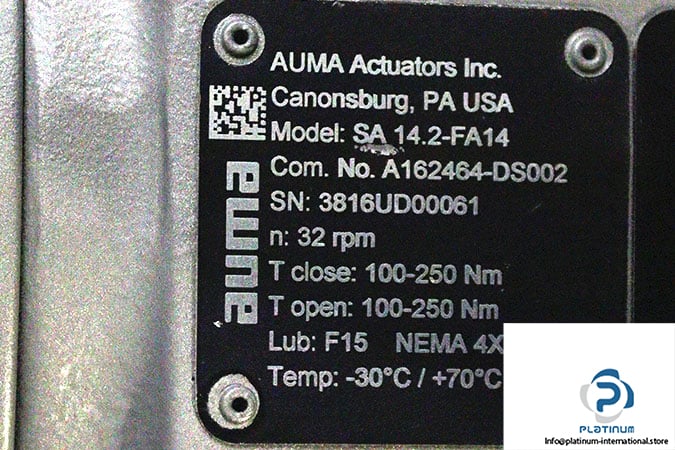 AUMA Actuators Inc.
Canonsburg, PA USA
Model: SA 14.2-FA14
Com. No. A162464-DS002
SN: 3816UD00061
n: 32 rpm
T close: 100-250 Nm
T open: 100-250 Nm
Lub: F15 NEMA 4X
Temp: -30°C / +70°C
auma
PLATINUM
Info@platinum-international.store